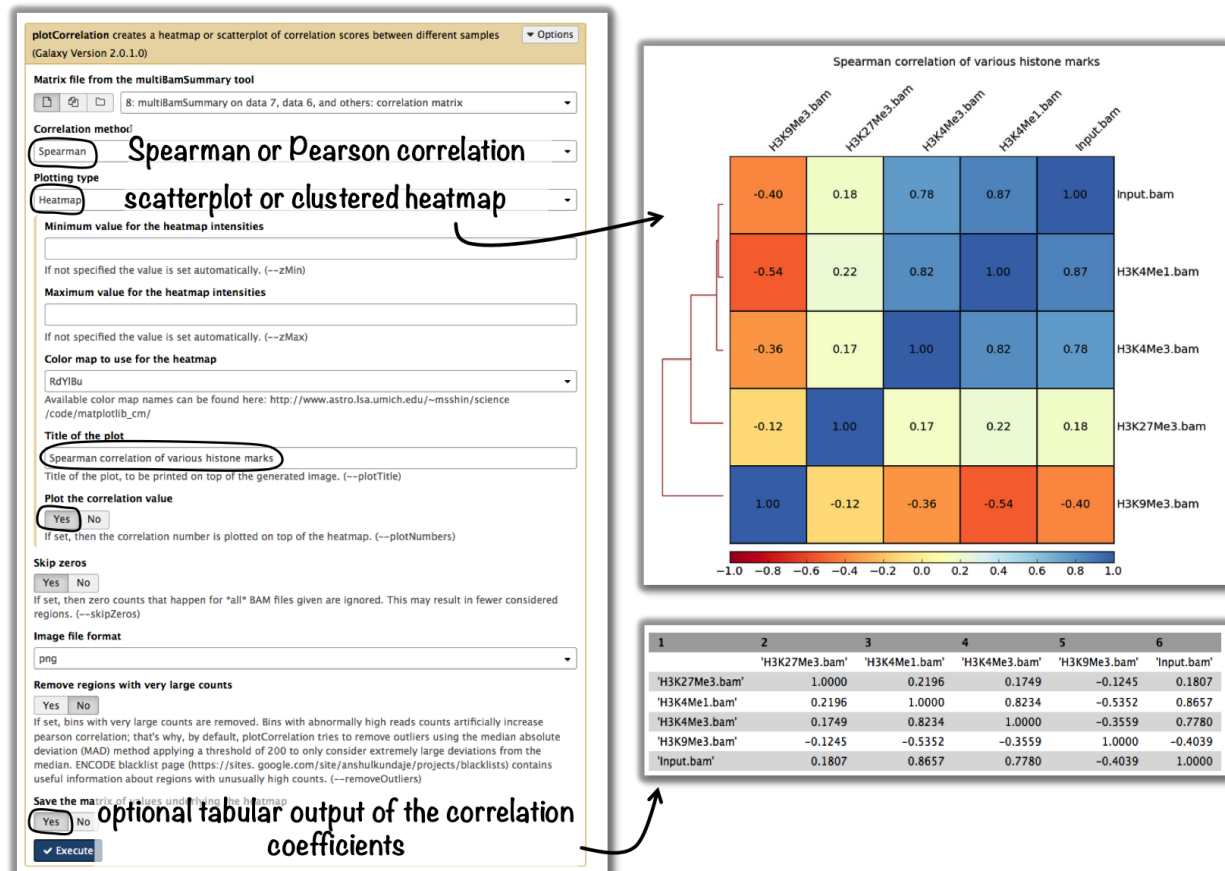 plotCorrelation creates a heatmap or scatterplot of correlation scores between different samples
(Galaxy Version 2.0.1.0)
Options
Matrix file from the multiBamSummary tool
8: multiBamSummary on data 7, data 6, and others: correlation matrix
Correlation method
Spearman
Spearman or Pearson correlation
Plotting type
Heatmap
scatterplot or clustered heatmap
Minimum value for the heatmap intensities
If not specified the value is set automatically. (--zMin)
Maximum value for the heatmap intensities
If not specified the value is set automatically. (--zMax)
Color map to use for the heatmap
RdYlBu
Available color map names can be found here: http://www.astro.lsa.umich.edu/~msshin/science
/code/matplotlib_cm/
Title of the plot
Spearman correlation of various histone marks
Title of the plot, to be printed on top of the generated image. (--plotTitle)
Plot the correlation value
Yes No
If set, then the correlation number is plotted on top of the heatmap. (--plotNumbers)
Skip zeros
Yes No
If set, then zero counts that happen for *all* BAM files given are ignored. This may result in fewer considered
regions. (--skipZeros)
Image file format
png
Remove regions with very large counts
Yes No
If set, bins with very large counts are removed. Bins with abnormally high reads counts artificially increase
pearson correlation; that's why, by default, plotCorrelation tries to remove outliers using the median absolute
deviation (MAD) method applying a threshold of 200 to only consider extremely large deviations from the
median. ENCODE blacklist page (https://sites. google.com/site/anshulkundaje/projects/blacklists) contains
useful information about regions with unusually high counts. (--removeOutliers)
Save the matrix of values underlying the heatmap
Yes No
optional tabular output of the correlation
coefficients
Execute
Spearman correlation of various histone marks
H3K9Me3.bam H3K27Me3.bam H3K4Me3.bam H3K4Me1.bam Input.bam
-0.40 0.18 0.78 0.87 1.00 Input.bam
-0.54 0.22 0.82 1.00 0.87 H3K4Me1.bam
-0.36 0.17 1.00 0.82 0.78 H3K4Me3.bam
-0.12 1.00 0.17 0.22 0.18 H3K27Me3.bam
1.00 -0.12 -0.36 -0.54 -0.40 H3K9Me3.bam
−1.0 −0.8 −0.6 −0.4 −0.2 0.0 0.2 0.4 0.6 0.8 1.0
1 2 3 4 5 6
'H3K27Me3.bam' 'H3K4Me1.bam' 'H3K4Me3.bam' 'H3K9Me3.bam' 'Input.bam'
'H3K27Me3.bam' 1.0000 0.2196 0.1749 -0.1245 0.1807
'H3K4Me1.bam' 0.2196 1.0000 0.8234 -0.5352 0.8657
'H3K4Me3.bam' 0.1749 0.8234 1.0000 -0.3559 0.7780
'H3K9Me3.bam' -0.1245 -0.5352 -0.3559 1.0000 -0.4039
'Input.bam' 0.1807 0.8657 0.7780 -0.4039 1.0000